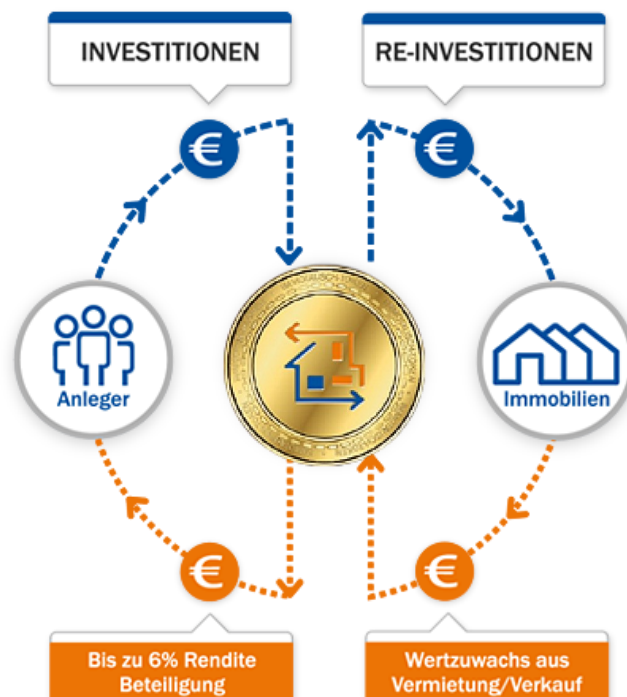 INVESTITIONEN
RE-INVESTITIONEN
€
€
Anleger
Immobilien
€
€
Bis zu 6% Rendite
Beteiligung
Wertzuwachs aus
Vermietung/Verkauf